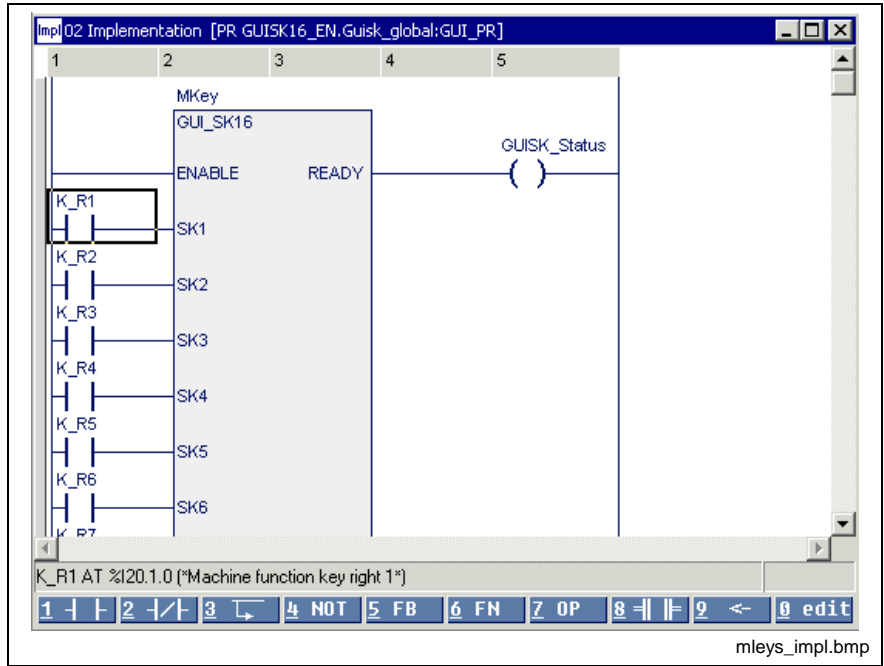 Impl 02 Implementation [PR GUISK16_EN.Guisk_global:GUI_PR]
1 2 3 4 5
MKey
GUI_SK16
GUISK_Status
ENABLE READY
K_R1
SK1
K_R2
SK2
K_R3
SK3
K_R4
SK4
K_R5
SK5
K_R6
SK6
K_R7
K_R1 AT %I20.1.0 (*Machine function key right 1*)
1 ┤ ├ 2 ┤/├ 3 4 NOT 5 FB 6 FN 7 OP 8 ╡ ╞ 9 <- 0 edit
mleys_impl.bmp